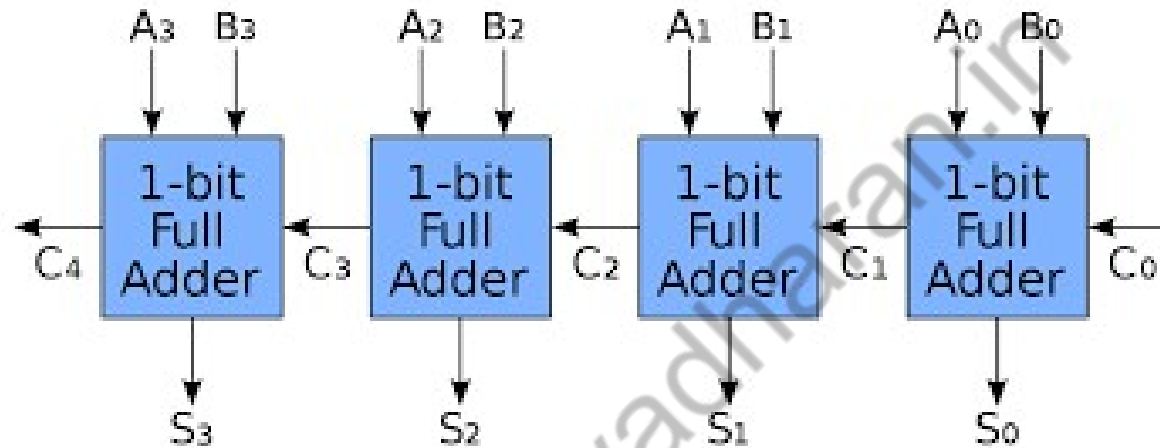 A3 B3 A2 B2 A1 B1 A0 B0
1-bit Full Adder
1-bit Full Adder
1-bit Full Adder
1-bit Full Adder
C4 C3 C2 C1 C0
S3 S2 S1 S0